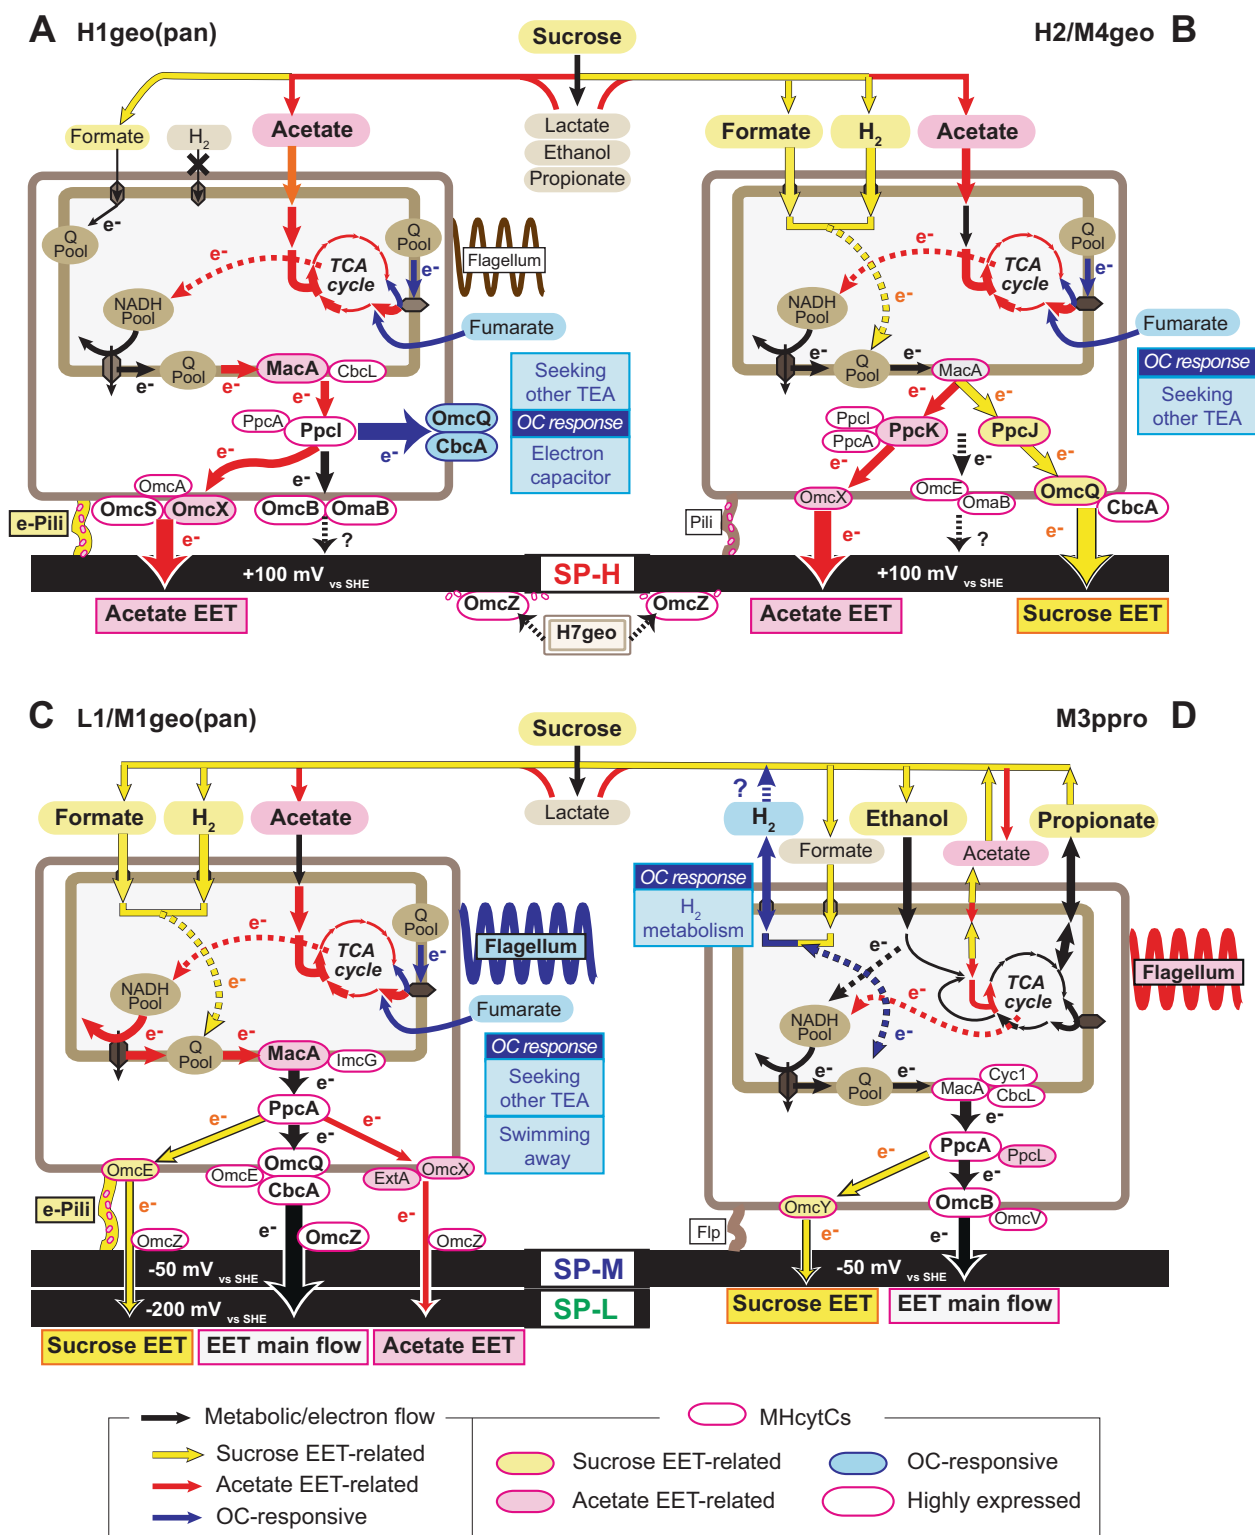 A H1geo(pan)
H2/M4geo B
Sucrose
Formate
H2
Acetate
Lactate
Ethanol
Propionate
Formate
H2
Acetate
e-
Q
Pool
e-
TCA
cycle
Q
Pool
e-
Flagellum
NADH
Pool
Fumarate
e-
Q
Pool
e-
MacA
CbcL
e-
PpcA
PpcI
e-
OmcQ
CbcA
Seeking
other TEA
OC response
Electron
capacitor
e-
e-
OmcA
OmcS
OmcX
OmcB
OmaB
e-Pili
e-
?
+100 mV vs SHE
SP-H
Acetate EET
OmcZ
OmcZ
H7geo
e-
TCA
cycle
Q
Pool
e-
NADH
Pool
e-
Fumarate
e-
Q
Pool
e-
MacA
OC response
Seeking
other TEA
e-
e-
PpcI
PpcA
PpcK
PpcJ
e-
e-
e-
OmcX
OmcE
OmaB
OmcQ
CbcA
Pili
e-
?
e-
+100 mV vs SHE
Acetate EET
Sucrose EET
C L1/M1geo(pan)
M3ppro D
Sucrose
Formate
H2
Acetate
Lactate
?
H2
Formate
Ethanol
Acetate
Propionate
e-
TCA
cycle
Q
Pool
e-
Flagellum
NADH
Pool
e-
Fumarate
e-
Q
Pool
e-
MacA
ImcG
e-
OC response
Seeking
other TEA
Swimming
away
PpcA
e-
e-
e-
OmcE
OmcE
OmcQ
CbcA
ExtA
OmcX
e-Pili
e-
OmcZ
e-
OmcZ
e-
OmcZ
-50 mV vs SHE
SP-M
-200 mV vs SHE
SP-L
Sucrose EET
EET main flow
Acetate EET
OC response
H2
metabolism
e-
e-
TCA
cycle
Flagellum
NADH
Pool
e-
e-
Q
Pool
e-
MacA
Cyc1
CbcL
e-
PpcA
PpcL
e-
e-
OmcY
OmcB
OmcV
Flp
e-
e-
-50 mV vs SHE
Sucrose EET
EET main flow
Metabolic/electron flow
Sucrose EET-related
Acetate EET-related
OC-responsive
MHcytCs
Sucrose EET-related
OC-responsive
Acetate EET-related
Highly expressed